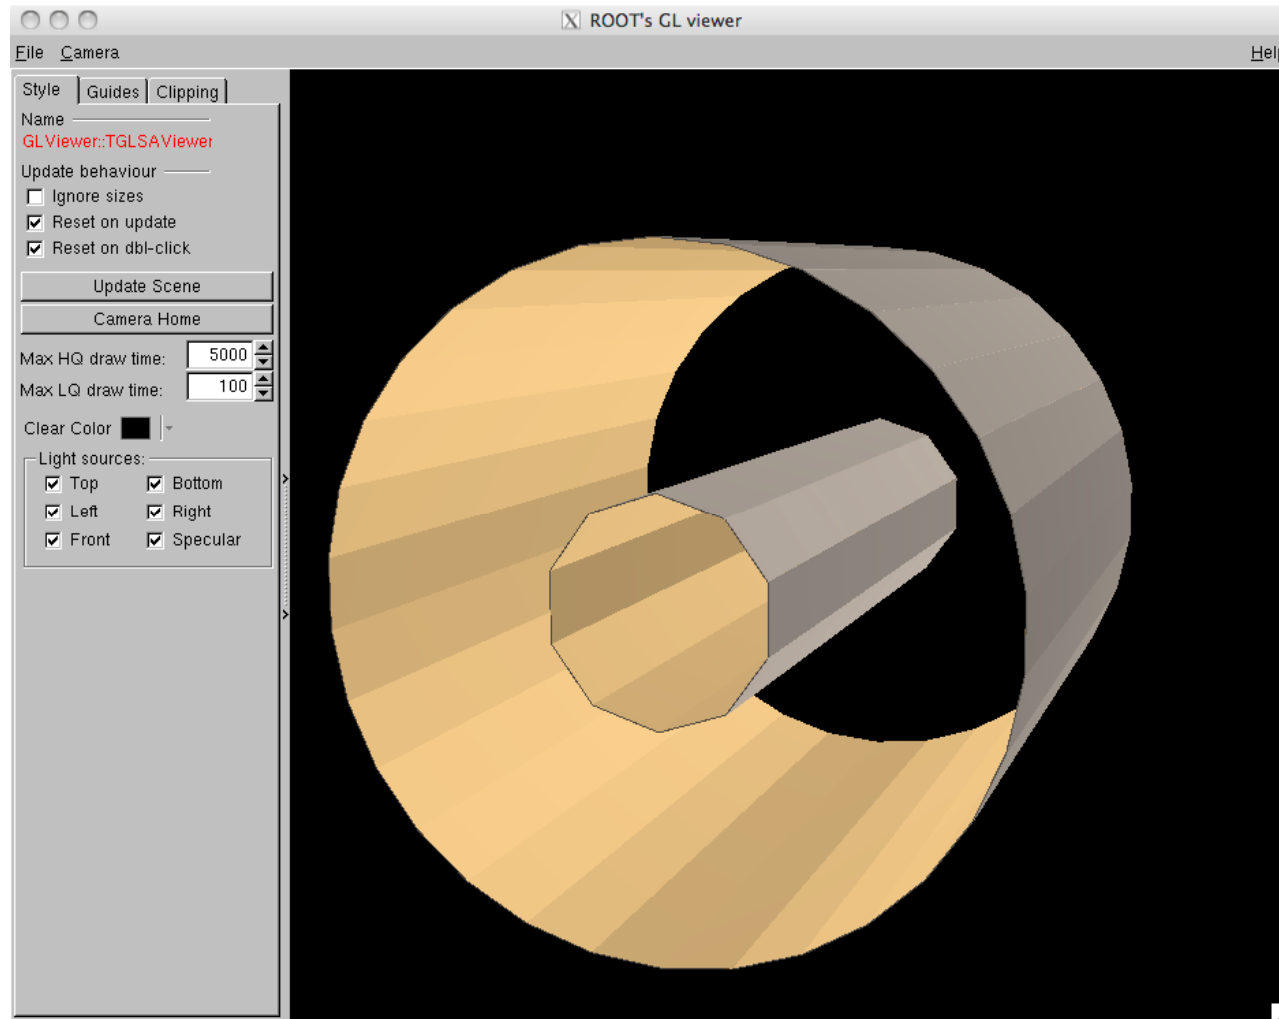 ROOT's GL viewer
File Camera
Style Guides Clipping
Name
GLViewer::TGLSAViewer
Update behaviour
Ignore sizes
Reset on update
Reset on dbl-click
Update Scene
Camera Home
Max HQ draw time: 5000
Max LQ draw time: 100
Clear Color
Light sources:
Top Bottom
Left Right
Front Specular